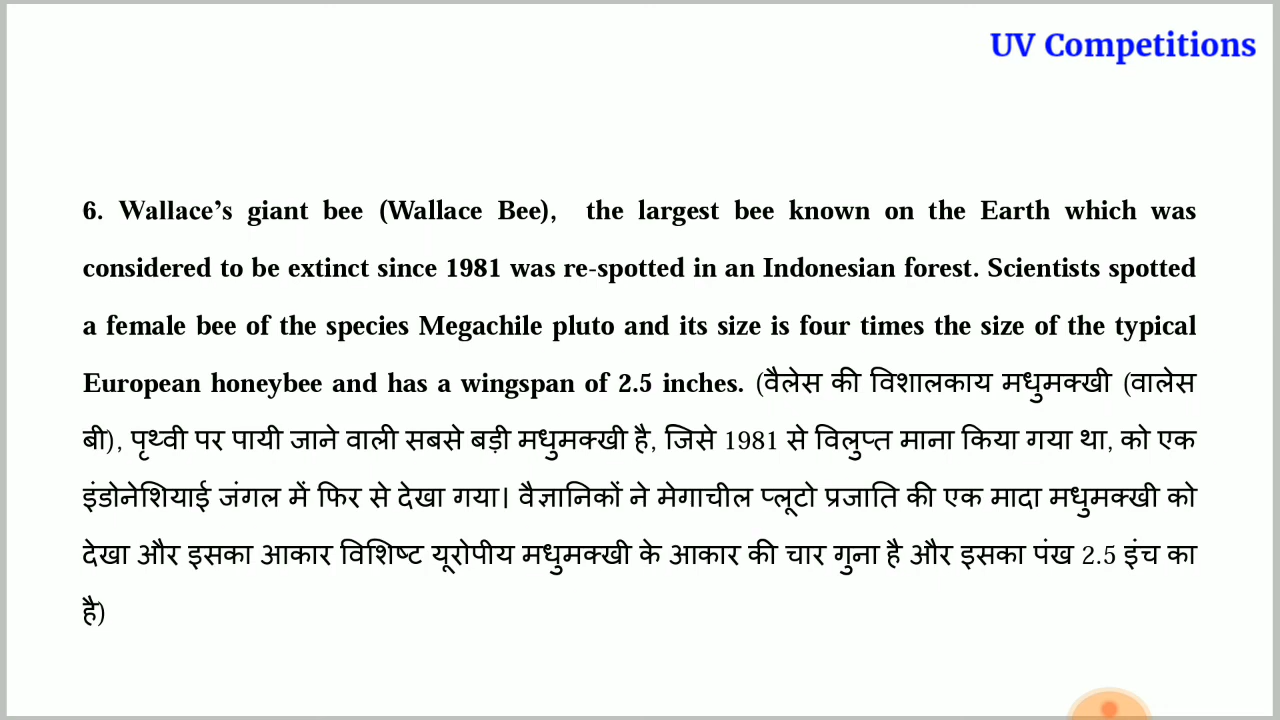 UV Competitions
6. Wallace’s giant bee (Wallace Bee), the largest bee known on the Earth which was
considered to be extinct since 1981 was re-spotted in an Indonesian forest. Scientists spotted
a female bee of the species Megachile pluto and its size is four times the size of the typical
European honeybee and has a wingspan of 2.5 inches. (वैलेस की विशालकाय मधुमक्खी (वालेस
बी), पृथ्वी पर पायी जाने वाली सबसे बड़ी मधुमक्खी है, जिसे 1981 से विलुप्त माना किया गया था, को एक
इंडोनेशियाई जंगल में फिर से देखा गया। वैज्ञानिकों ने मेगाचील प्लूटो प्रजाति की एक मादा मधुमक्खी को
देखा और इसका आकार विशिष्ट यूरोपीय मधुमक्खी के आकार की चार गुना है और इसका पंख 2.5 इंच का
है)